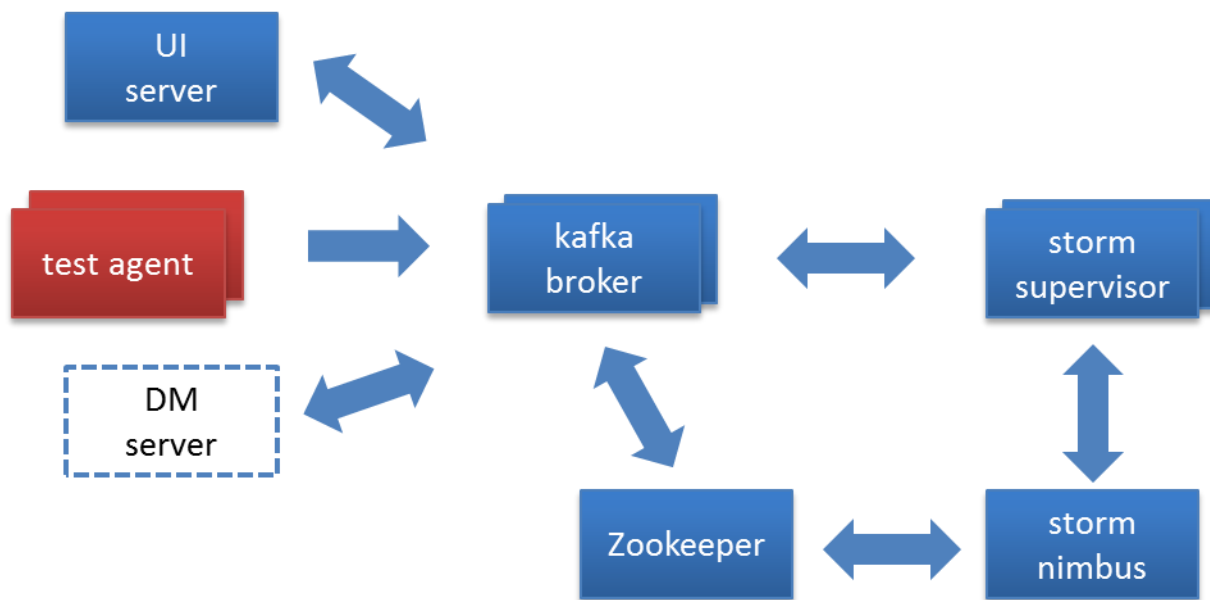 UI
server
test agent
DM
server
kafka
broker
storm
supervisor
Zookeeper
storm
nimbus